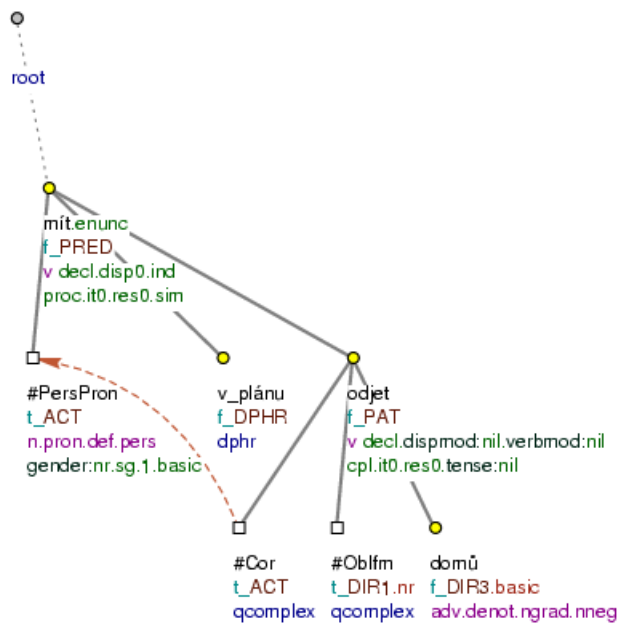 root
mít.enunc
f_PRED
v decl.disp0.ind
proc.it0.res0.sim
#PersPron
t_ACT
n.pron.def.pers
gender:nr.sg.1.basic
v_plánu
f_DPHR
dphr
odjet
f_PAT
v decl.dispmod:nil.verbmod:nil
cpl.it0.res0.tense:nil
#Cor
t_ACT
qcomplex
#Oblfm
t_DIR1.nr
qcomplex
domů
f_DIR3.basic
adv.denot.ngrad.nneg